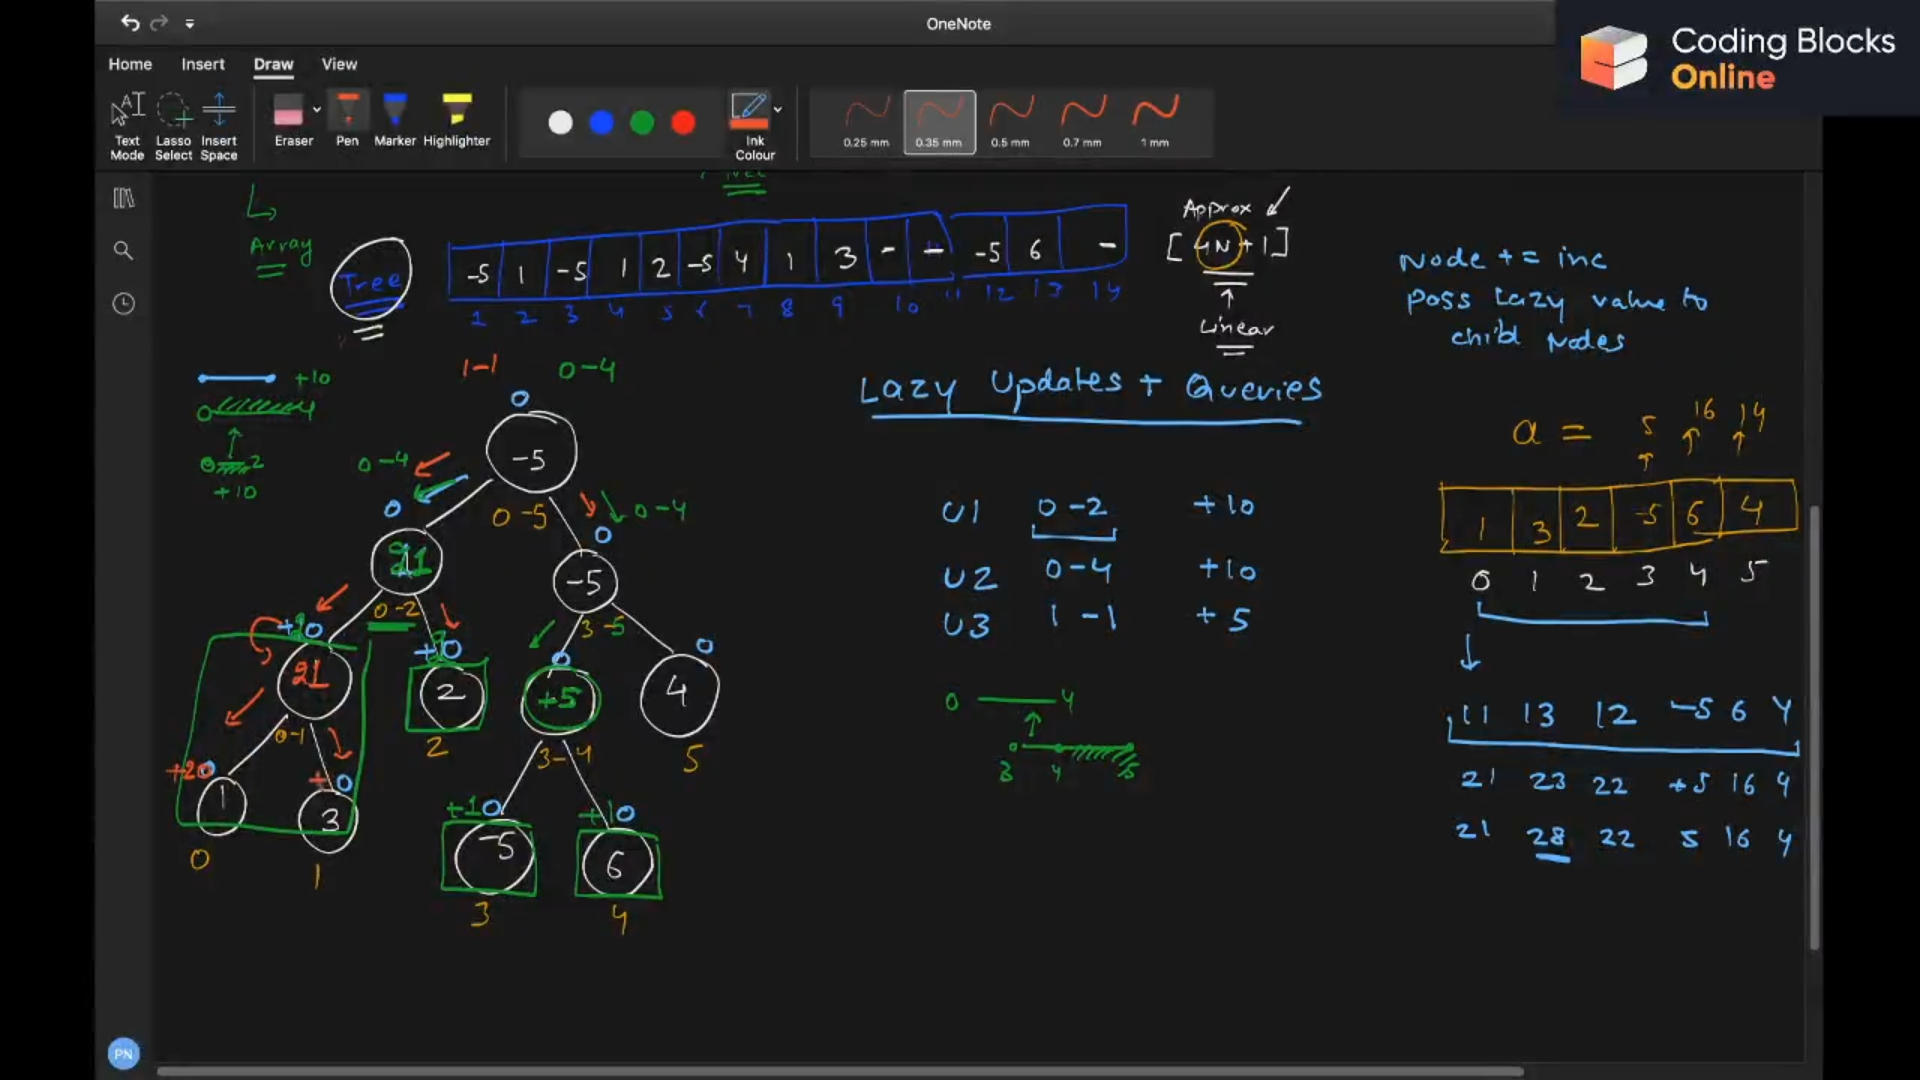 OneNote
Coding Blocks
Online
Home Insert Draw View
Text Mode
Lasso Select
Insert Space
Eraser
Pen
Marker
Highlighter
Ink Colour
0.25 mm
0.35 mm
0.5 mm
0.7 mm
1 mm
Array
Tree
-5 1 -5 1 2 -5 4 1 3 - - -5 6 -
1 2 3 4 5 6 7 8 9 10 11 12 13 14
Approx
[4N+1]
Linear
Node += inc
pass Lazy value to
child Nodes
+10
0 4
0 2
+10
1-1 0-4
0
-5
0-4 0-5 0-4
0 0
21 -5
0-2 3-5
0 0 0
21 2 +5 4
0-1 2 3-4 5
+20 0
1 3
0 1
+10 +10
-5 6
3 4
Lazy Updates + Queries
U1 0-2 +10
U2 0-4 +10
U3 1-1 +5
0 4
3 4 5
a = 5 16 14
1 3 2 -5 6 4
0 1 2 3 4 5
11 13 12 -5 6 4
21 23 22 +5 16 4
21 28 22 5 16 4
PN